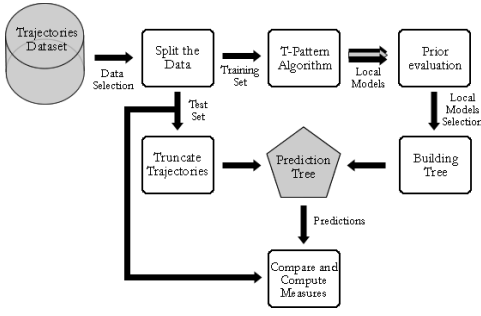 Trajectories
Dataset
Data
Selection
Split the
Data
Training
Set
T-Pattern
Algorithm
Local
Models
Prior
evaluation
Test
Set
Local
Models
Selection
Truncate
Trajectories
Prediction
Tree
Building
Tree
Predictions
Compare and
Compute
Measures